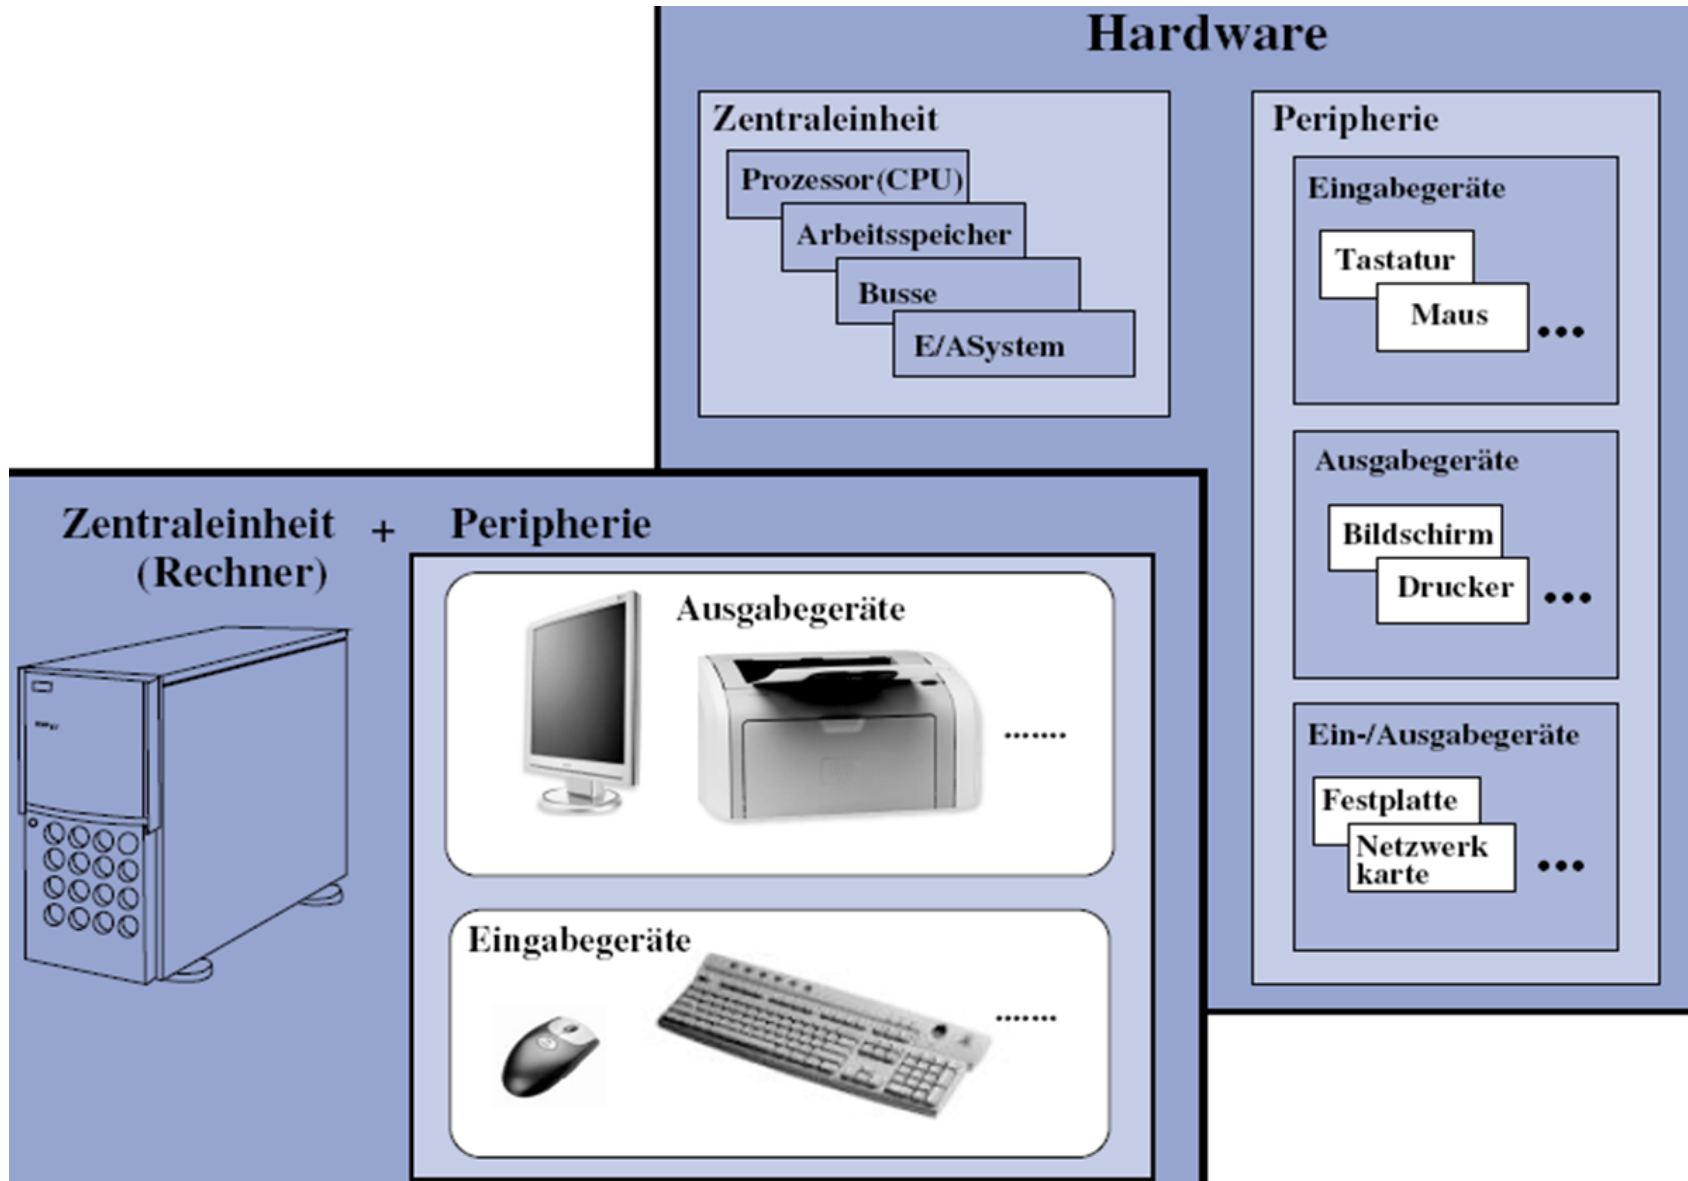 Hardware
Zentraleinheit
Prozessor(CPU)
Arbeitsspeicher
Busse
E/ASystem
Peripherie
Eingabegeräte
Tastatur
Maus
•••
Ausgabegeräte
Bildschirm
Drucker
•••
Ein-/Ausgabegeräte
Festplatte
Netzwerk
karte
•••
Zentraleinheit + Peripherie
(Rechner)
Ausgabegeräte
.......
Eingabegeräte
.......